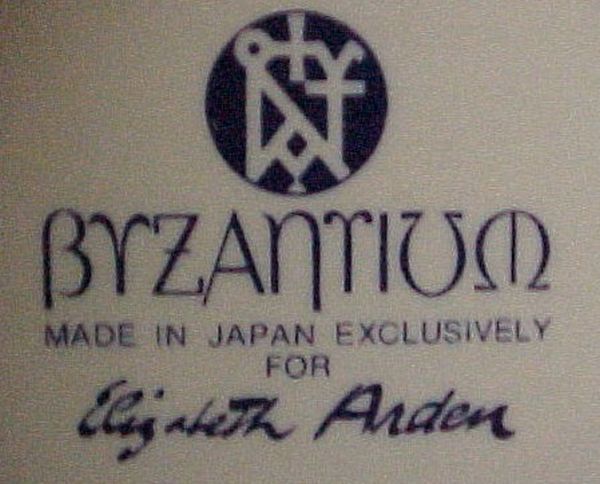 BYZANTIUM
MADE IN JAPAN EXCLUSIVELY
FOR
Elizabeth Arden